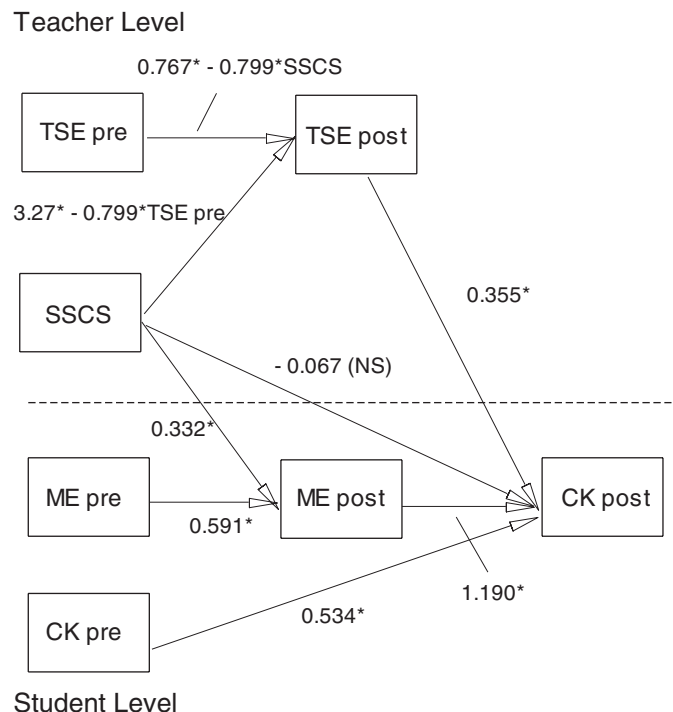 Teacher Level
0.767* - 0.799*SSCS
TSE pre
TSE post
3.27* - 0.799*TSE pre
SSCS
0.355*
- 0.067 (NS)
0.332*
ME pre
ME post
CK post
0.591*
1.190*
0.534*
CK pre
Student Level